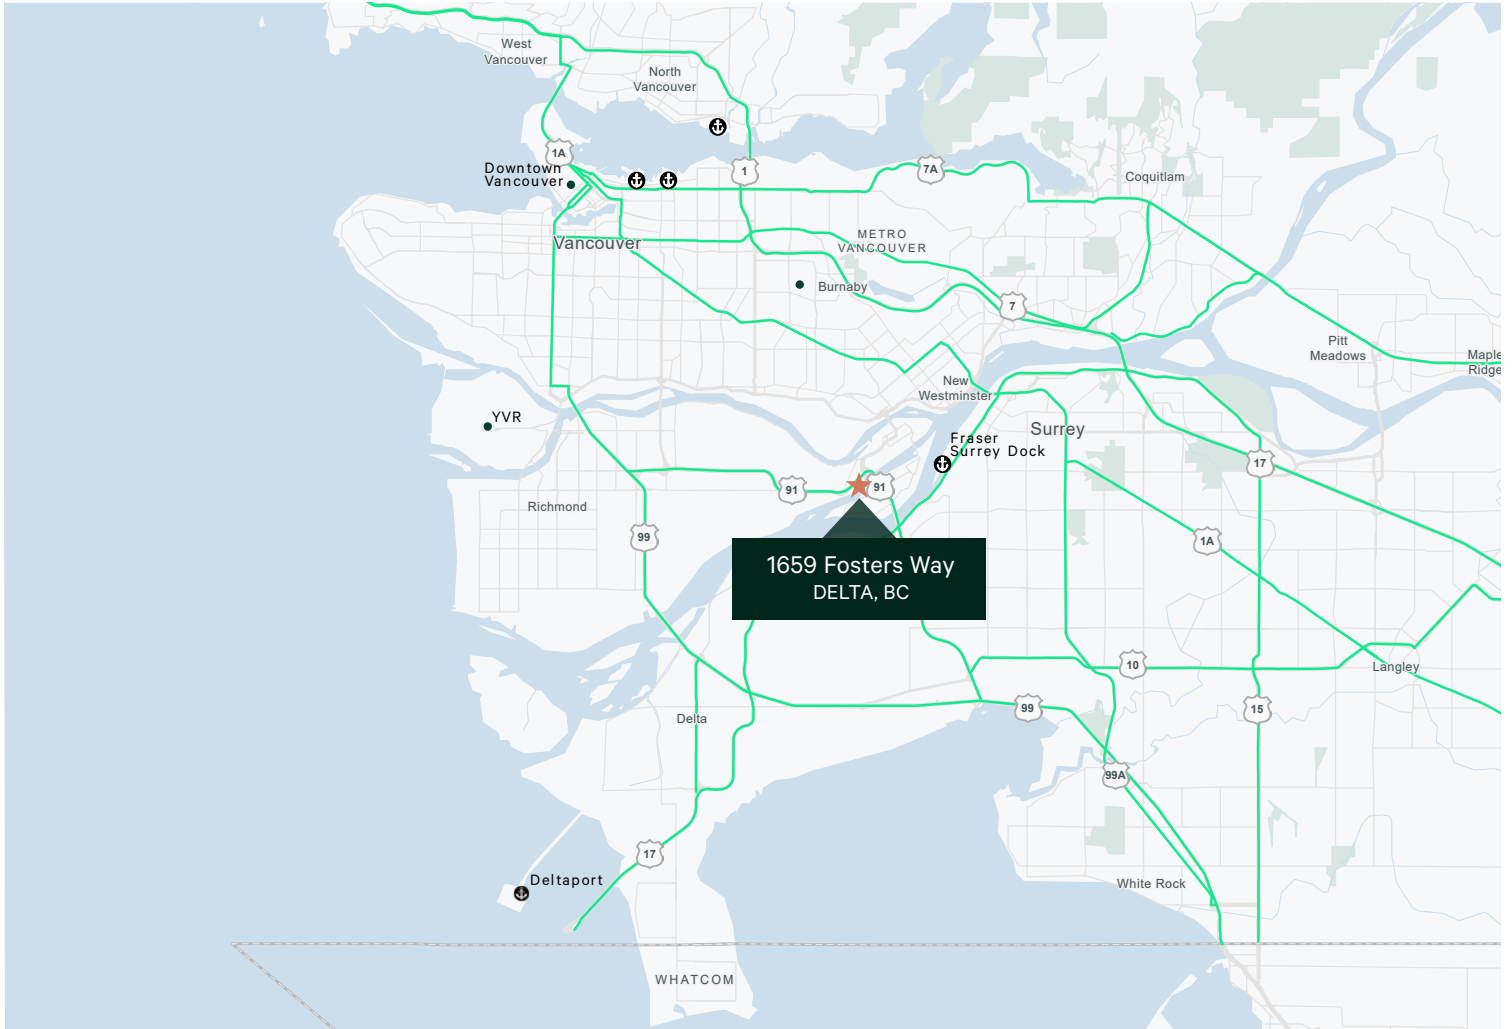 West
Vancouver
North
Vancouver
1A
Downtown
Vancouver
1
7A
Coquitlam
METRO
VANCOUVER
Vancouver
Burnaby
7
Pitt
Meadows
Maple
Ridge
New
Westminster
YVR
Surrey
Fraser
Surrey Dock
17
91
91
Richmond
99
1A
1659 Fosters Way
DELTA, BC
10
Langley
99
15
Delta
99A
17
Deltaport
White Rock
WHATCOM